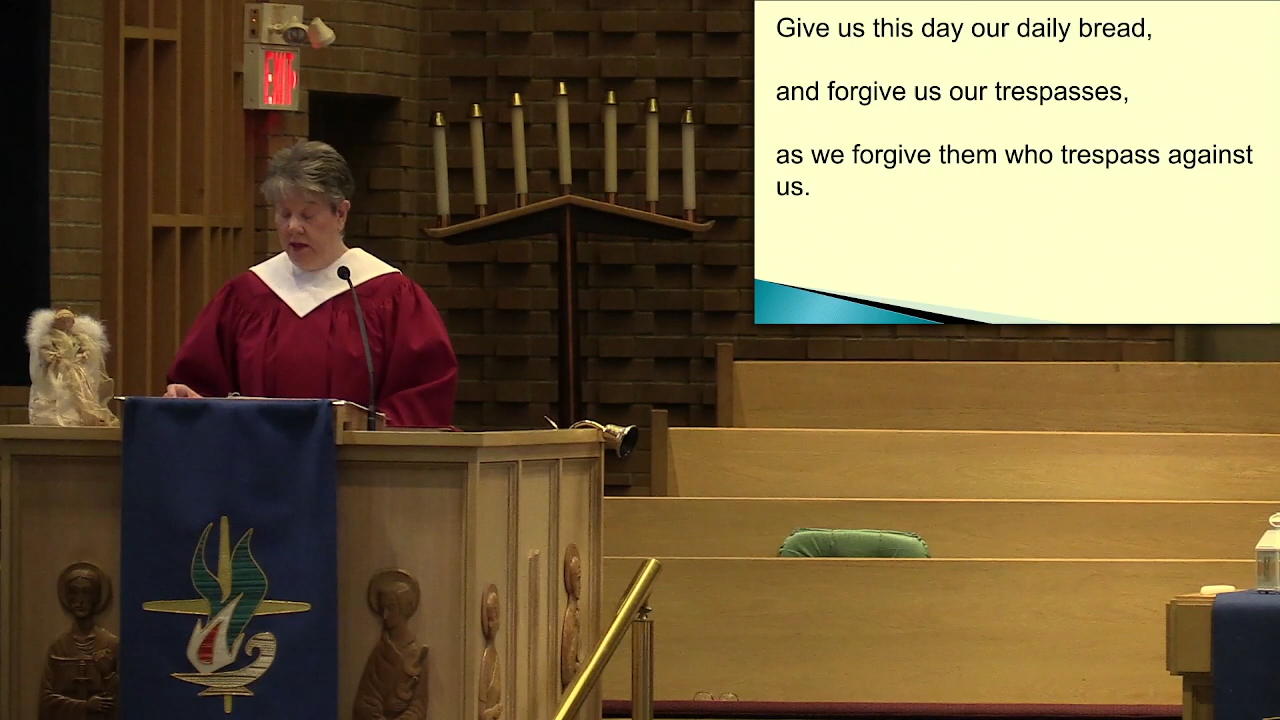 EXIT
Give us this day our daily bread,
and forgive us our trespasses,
as we forgive them who trespass against
us.